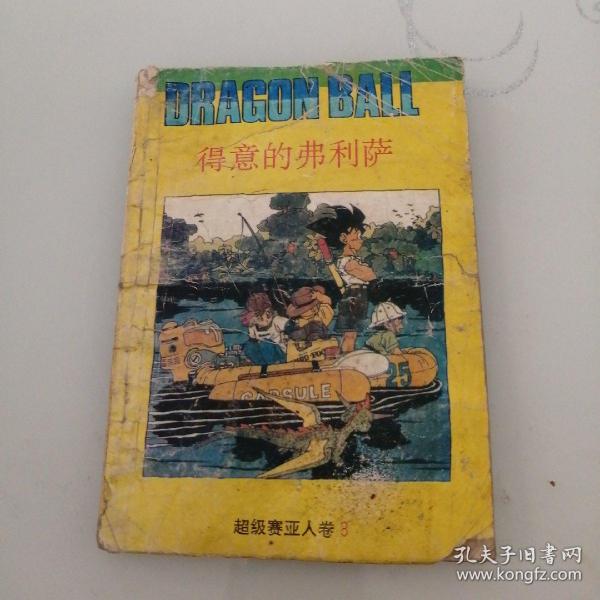 DRAGON BALL
得意的弗利萨
CAPSULE
25
超级赛亚人卷 3
孔夫子旧书网
www.kongfz.com